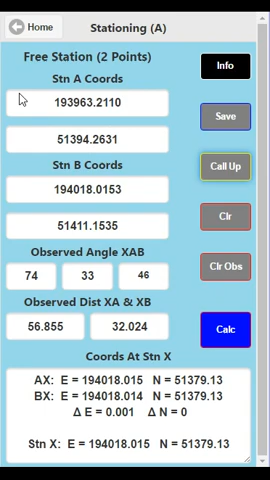 Home
Stationing (A)
Free Station (2 Points)
Info
Stn A Coords
193963.2110
Save
51394.2631
Stn B Coords
Call Up
194018.0153
51411.1535
Clr
Observed Angle XAB
74 33 46
Clr Obs
Observed Dist XA & XB
56.855 32.024
Calc
Coords At Stn X
AX: E = 194018.015 N = 51379.13
BX: E = 194018.014 N = 51379.13
Δ E = 0.001 Δ N = 0
Stn X: E = 194018.015 N = 51379.13